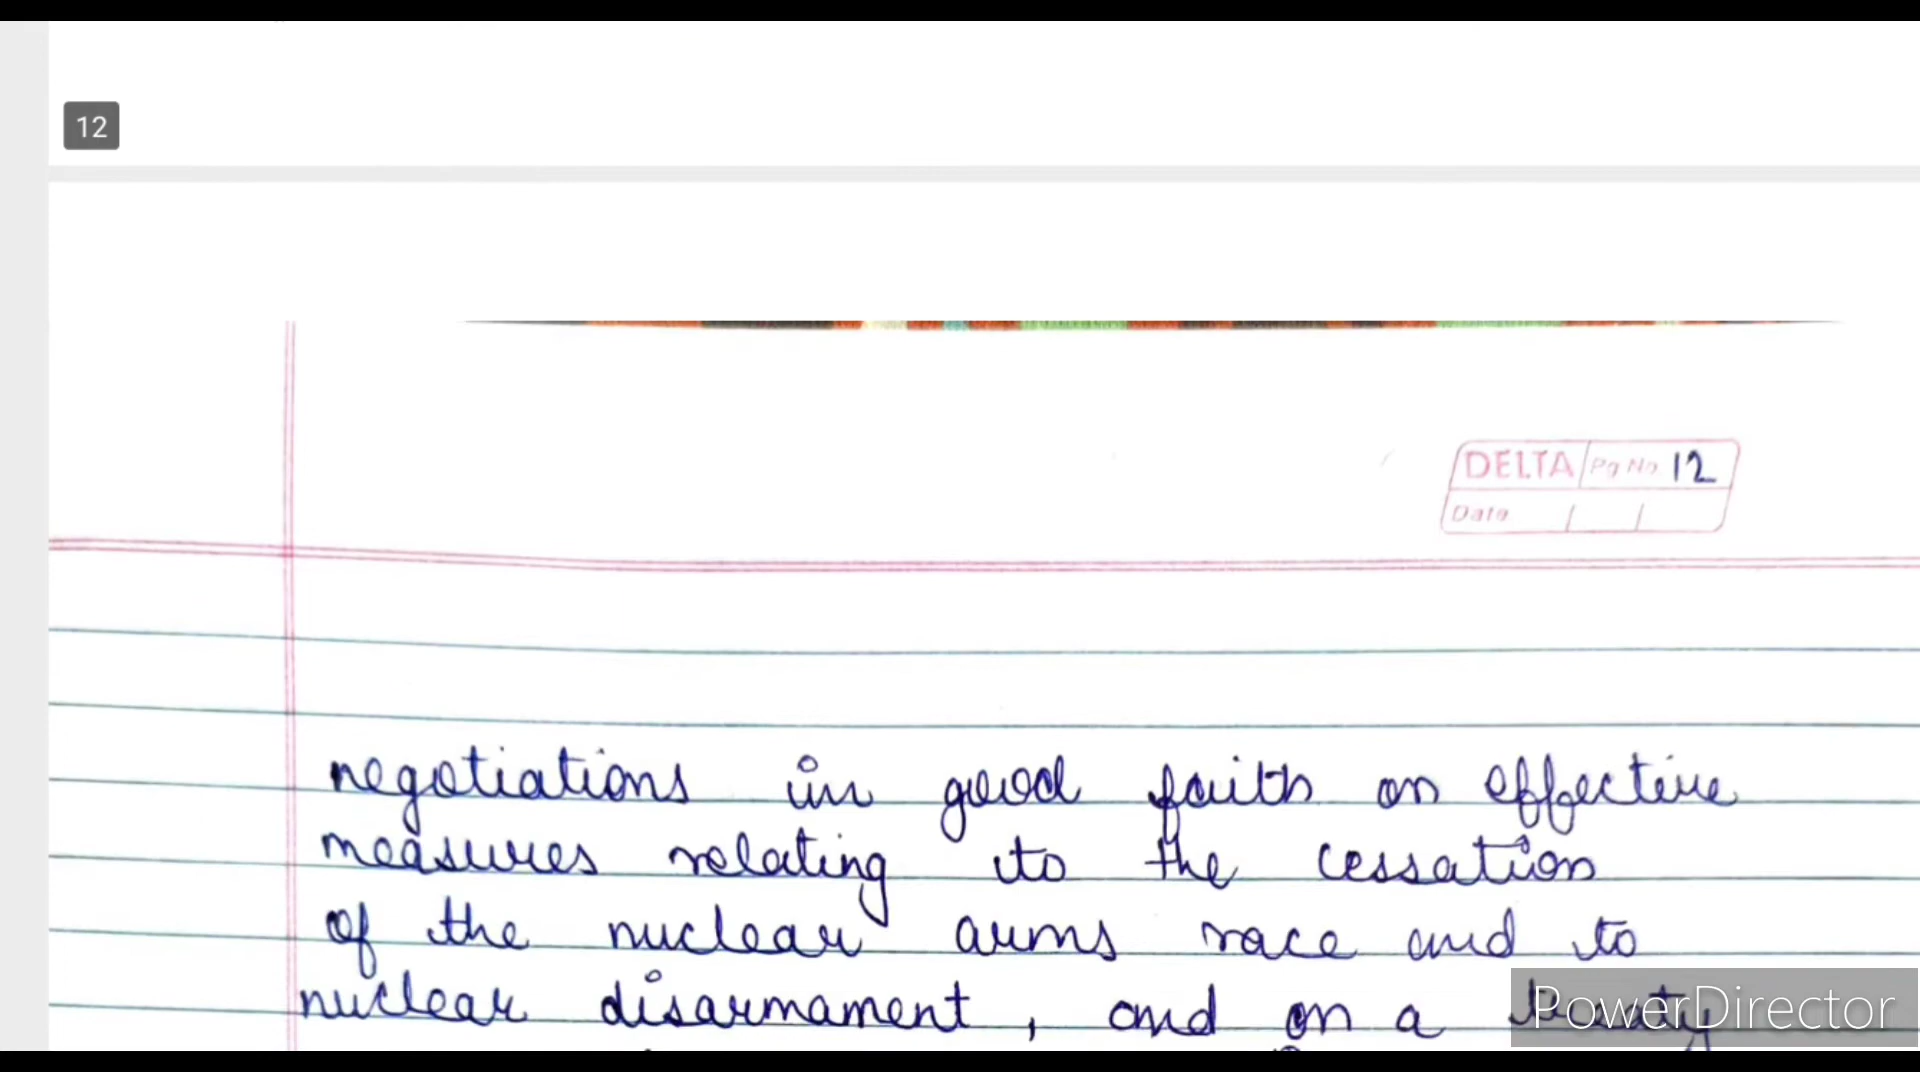 12
DELTA Pg No 12
Date / /
negotiations in good faith on effective
measures relating to the cessation
of the nuclear arms race and to
nuclear disarmament, and on a treaty
PowerDirector